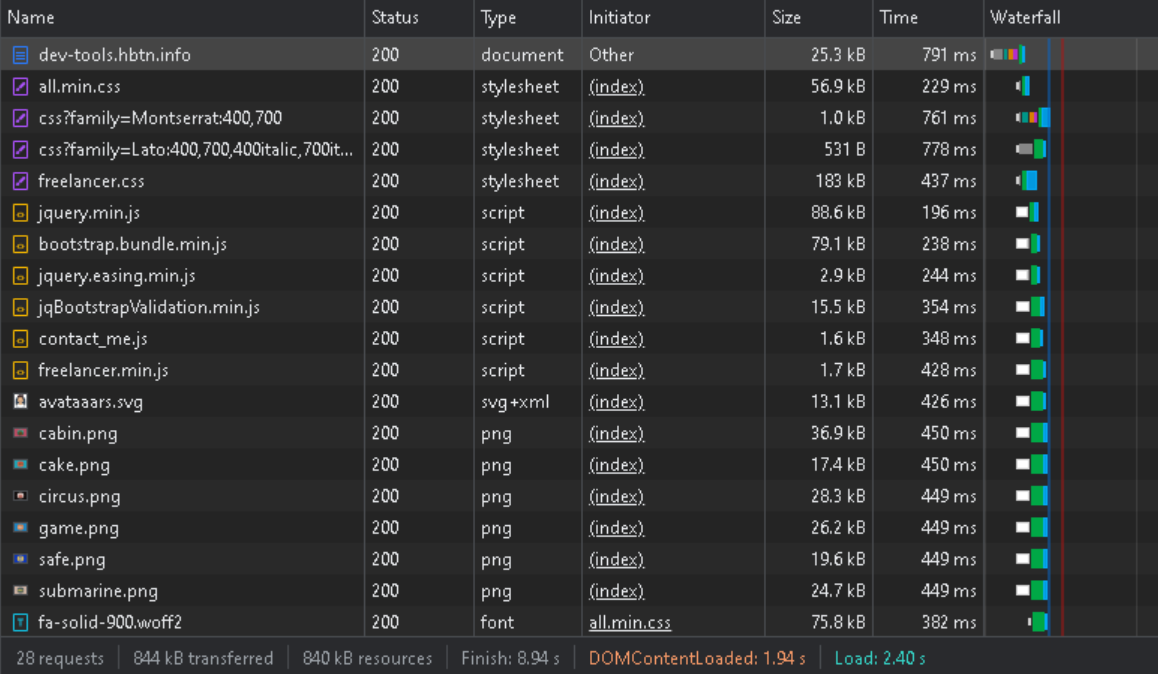 Name Status Type Initiator Size Time Waterfall
dev-tools.hbtn.info 200 document Other 25.3 kB 791 ms
all.min.css 200 stylesheet (index) 56.9 kB 229 ms
css?family=Montserrat:400,700 200 stylesheet (index) 1.0 kB 761 ms
css?family=Lato:400,700,400italic,700it... 200 stylesheet (index) 531 B 778 ms
freelancer.css 200 stylesheet (index) 183 kB 437 ms
jquery.min.js 200 script (index) 88.6 kB 196 ms
bootstrap.bundle.min.js 200 script (index) 79.1 kB 238 ms
jquery.easing.min.js 200 script (index) 2.9 kB 244 ms
jqBootstrapValidation.min.js 200 script (index) 15.5 kB 354 ms
contact_me.js 200 script (index) 1.6 kB 348 ms
freelancer.min.js 200 script (index) 1.7 kB 428 ms
avataaars.svg 200 svg+xml (index) 13.1 kB 426 ms
cabin.png 200 png (index) 36.9 kB 450 ms
cake.png 200 png (index) 17.4 kB 450 ms
circus.png 200 png (index) 28.3 kB 449 ms
game.png 200 png (index) 26.2 kB 449 ms
safe.png 200 png (index) 19.6 kB 449 ms
submarine.png 200 png (index) 24.7 kB 449 ms
fa-solid-900.woff2 200 font all.min.css 75.8 kB 382 ms
28 requests 844 kB transferred 840 kB resources Finish: 8.94 s DOMContentLoaded: 1.94 s Load: 2.40 s